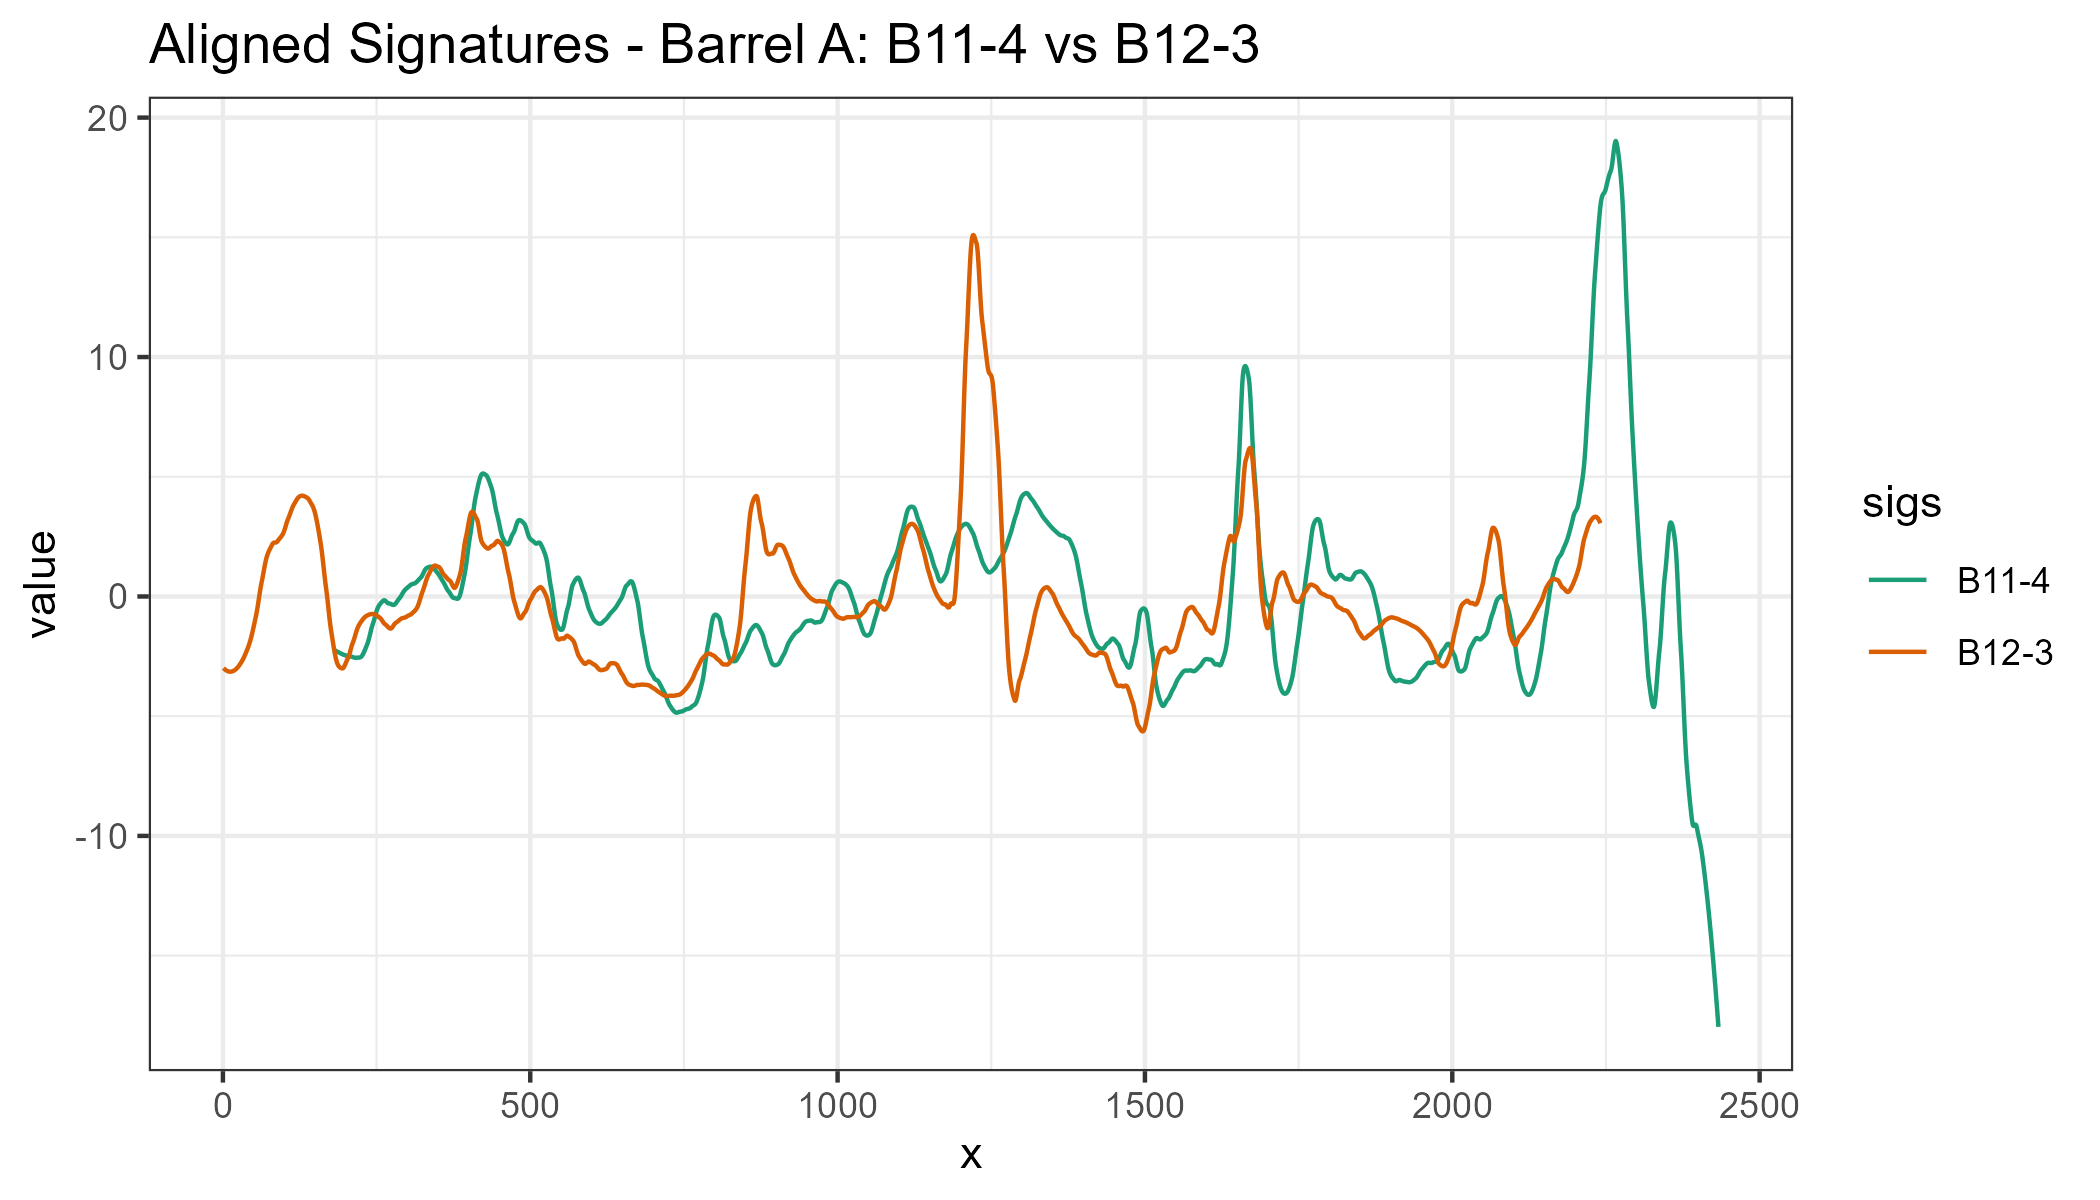 Aligned Signatures - Barrel A: B11-4 vs B12-3
20
10
0
-10
value
0 500 1000 1500 2000 2500
x
sigs
B11-4
B12-3